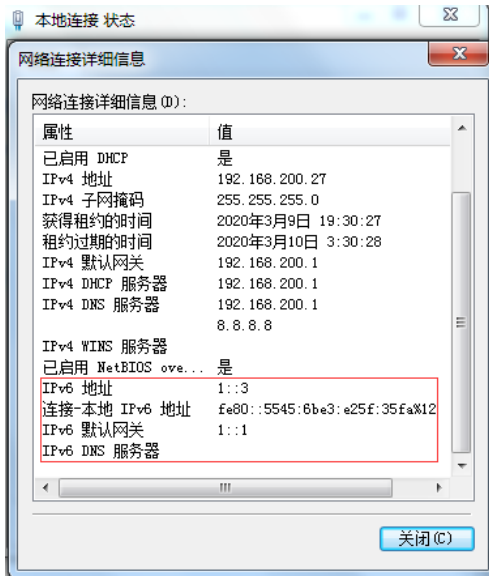 本地连接 状态
网络连接详细信息
网络连接详细信息(D):
属性 值
已启用 DHCP 是
IPv4 地址 192.168.200.27
IPv4 子网掩码 255.255.255.0
获得租约的时间 2020年3月9日 19:30:27
租约过期的时间 2020年3月10日 3:30:28
IPv4 默认网关 192.168.200.1
IPv4 DHCP 服务器 192.168.200.1
IPv4 DNS 服务器 192.168.200.1
8.8.8.8
IPv4 WINS 服务器
已启用 NetBIOS ove... 是
IPv6 地址 1::3
连接-本地 IPv6 地址 fe80::5545:6be3:e25f:35fa%12
IPv6 默认网关 1::1
IPv6 DNS 服务器
关闭(C)